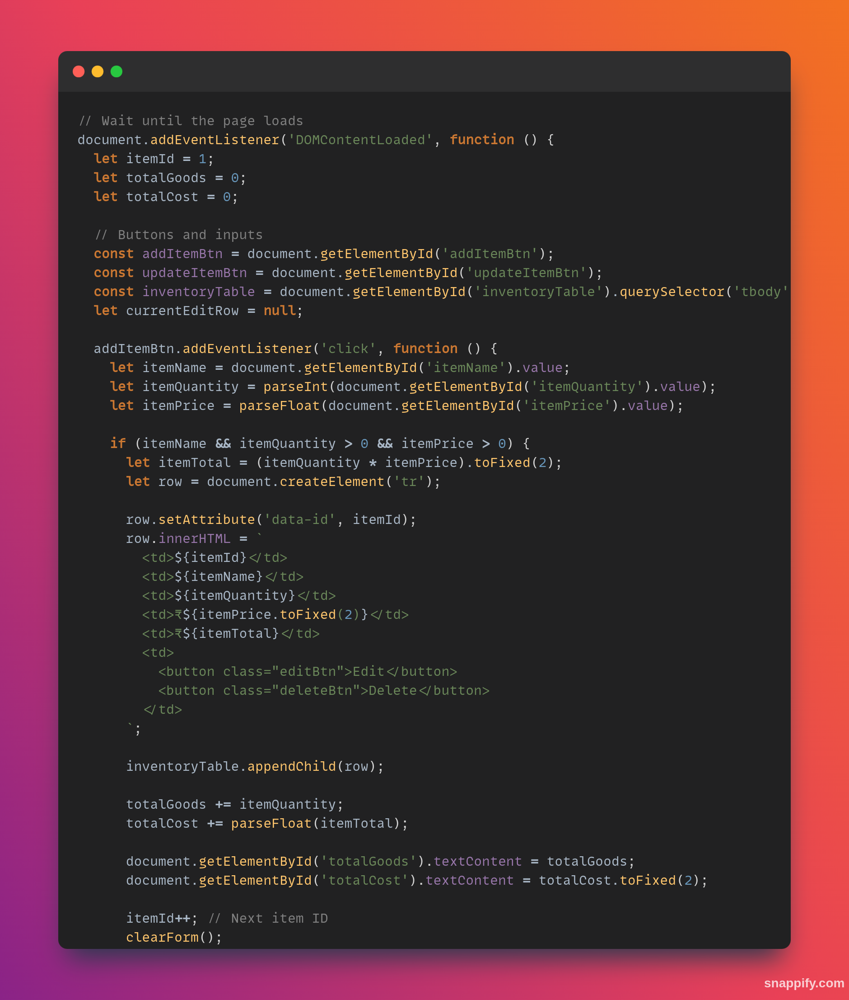 // Wait until the page loads
document.addEventListener('DOMContentLoaded', function () {
  let itemId = 1;
  let totalGoods = 0;
  let totalCost = 0;

  // Buttons and inputs
  const addItemBtn = document.getElementById('addItemBtn');
  const updateItemBtn = document.getElementById('updateItemBtn');
  const inventoryTable = document.getElementById('inventoryTable').querySelector('tbody'
  let currentEditRow = null;

  addItemBtn.addEventListener('click', function () {
    let itemName = document.getElementById('itemName').value;
    let itemQuantity = parseInt(document.getElementById('itemQuantity').value);
    let itemPrice = parseFloat(document.getElementById('itemPrice').value);

    if (itemName && itemQuantity > 0 && itemPrice > 0) {
      let itemTotal = (itemQuantity * itemPrice).toFixed(2);
      let row = document.createElement('tr');

      row.setAttribute('data-id', itemId);
      row.innerHTML = `
        <td>${itemId}</td>
        <td>${itemName}</td>
        <td>${itemQuantity}</td>
        <td>₹${itemPrice.toFixed(2)}</td>
        <td>₹${itemTotal}</td>
        <td>
          <button class="editBtn">Edit</button>
          <button class="deleteBtn">Delete</button>
        </td>
      `;

      inventoryTable.appendChild(row);

      totalGoods += itemQuantity;
      totalCost += parseFloat(itemTotal);

      document.getElementById('totalGoods').textContent = totalGoods;
      document.getElementById('totalCost').textContent = totalCost.toFixed(2);

      itemId++; // Next item ID
      clearForm();
snappify.com